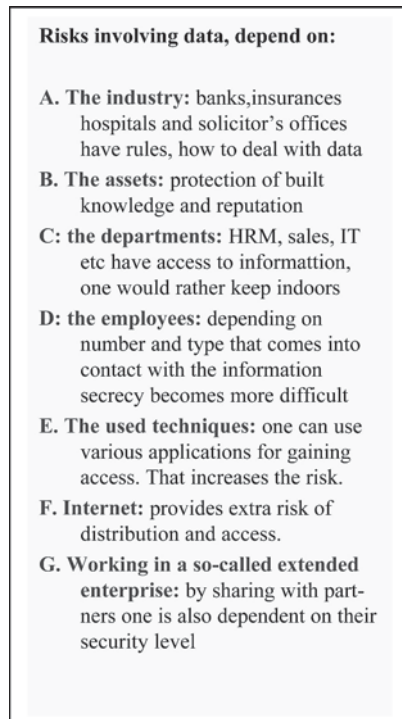 Risks involving data, depend on:
A. The industry: banks,insurances
hospitals and solicitor's offices
have rules, how to deal with data
B. The assets: protection of built
knowledge and reputation
C: the departments: HRM, sales, IT
etc have access to informattion,
one would rather keep indoors
D: the employees: depending on
number and type that comes into
contact with the information
secrecy becomes more difficult
E. The used techniques: one can use
various applications for gaining
access. That increases the risk.
F. Internet: provides extra risk of
distribution and access.
G. Working in a so-called extended
enterprise: by sharing with part-
ners one is also dependent on their
security level